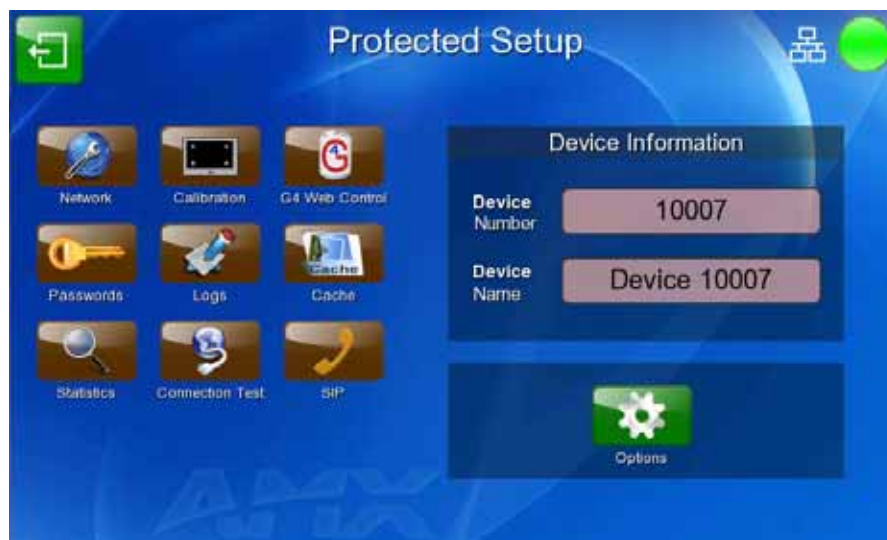 Protected Setup
Network
Calibration
4
G
G4 Web Control
Passwords
Logs
Cache
Cache
Statistics
Connection Test
SIP
Device Information
Device
Number
10007
Device
Name
Device 10007
Options
AMX